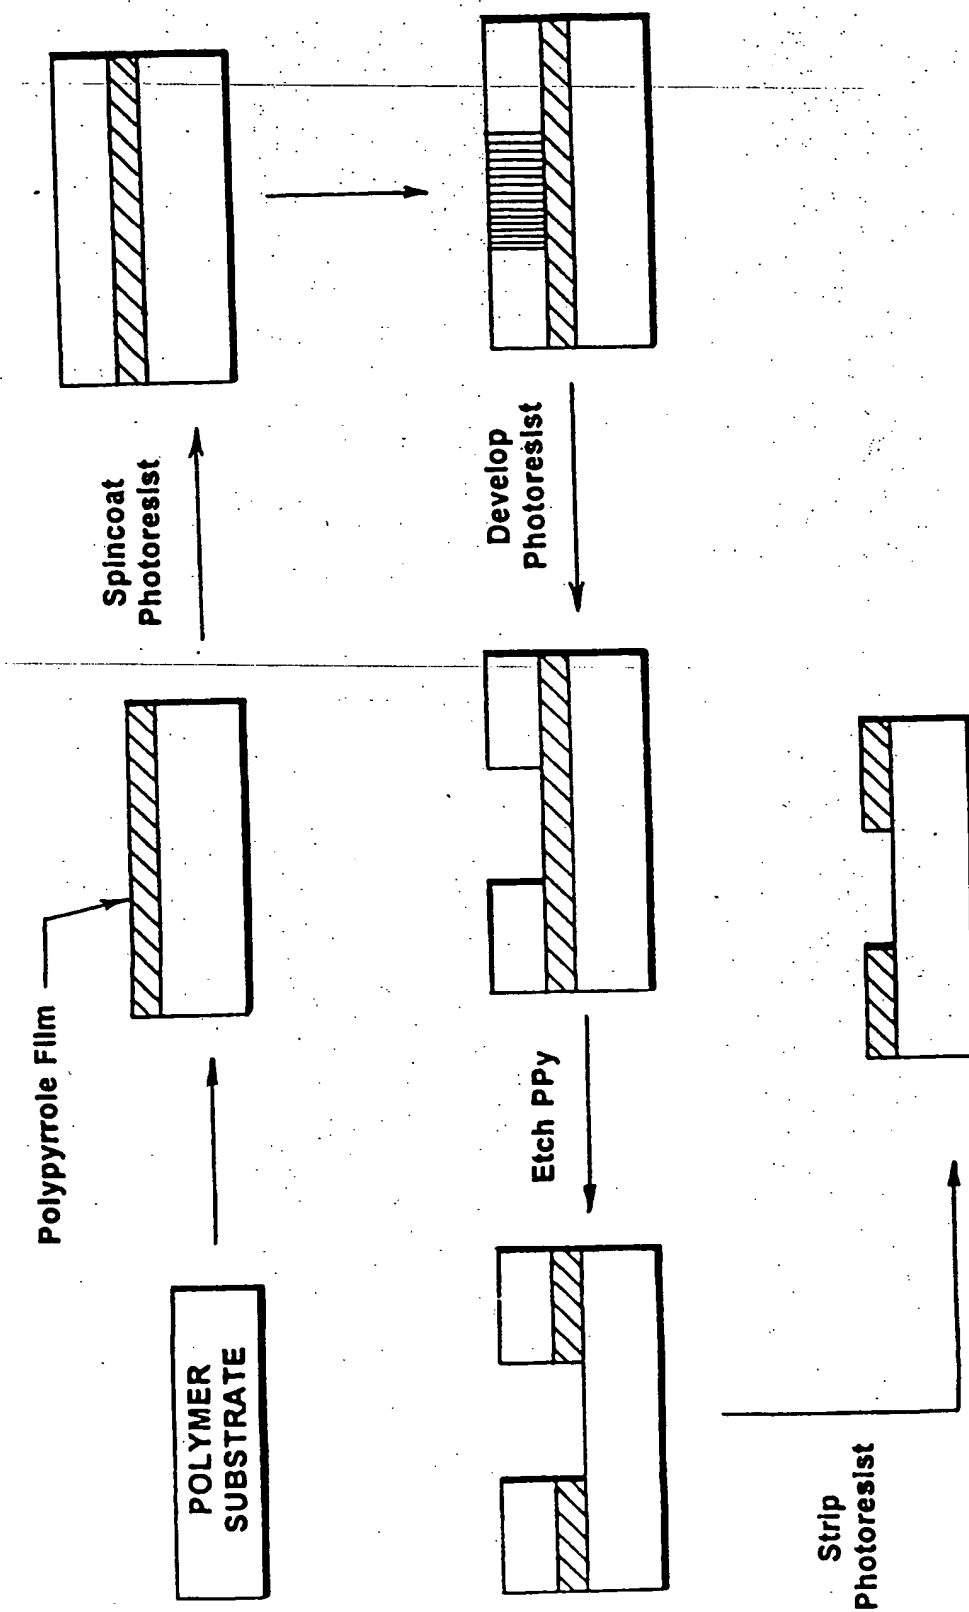 POLYMER
SUBSTRATE
Polypyrrole Film
Spincoat
Photoresist
Develop
Photoresist
Etch PPy
Strip
Photoresist